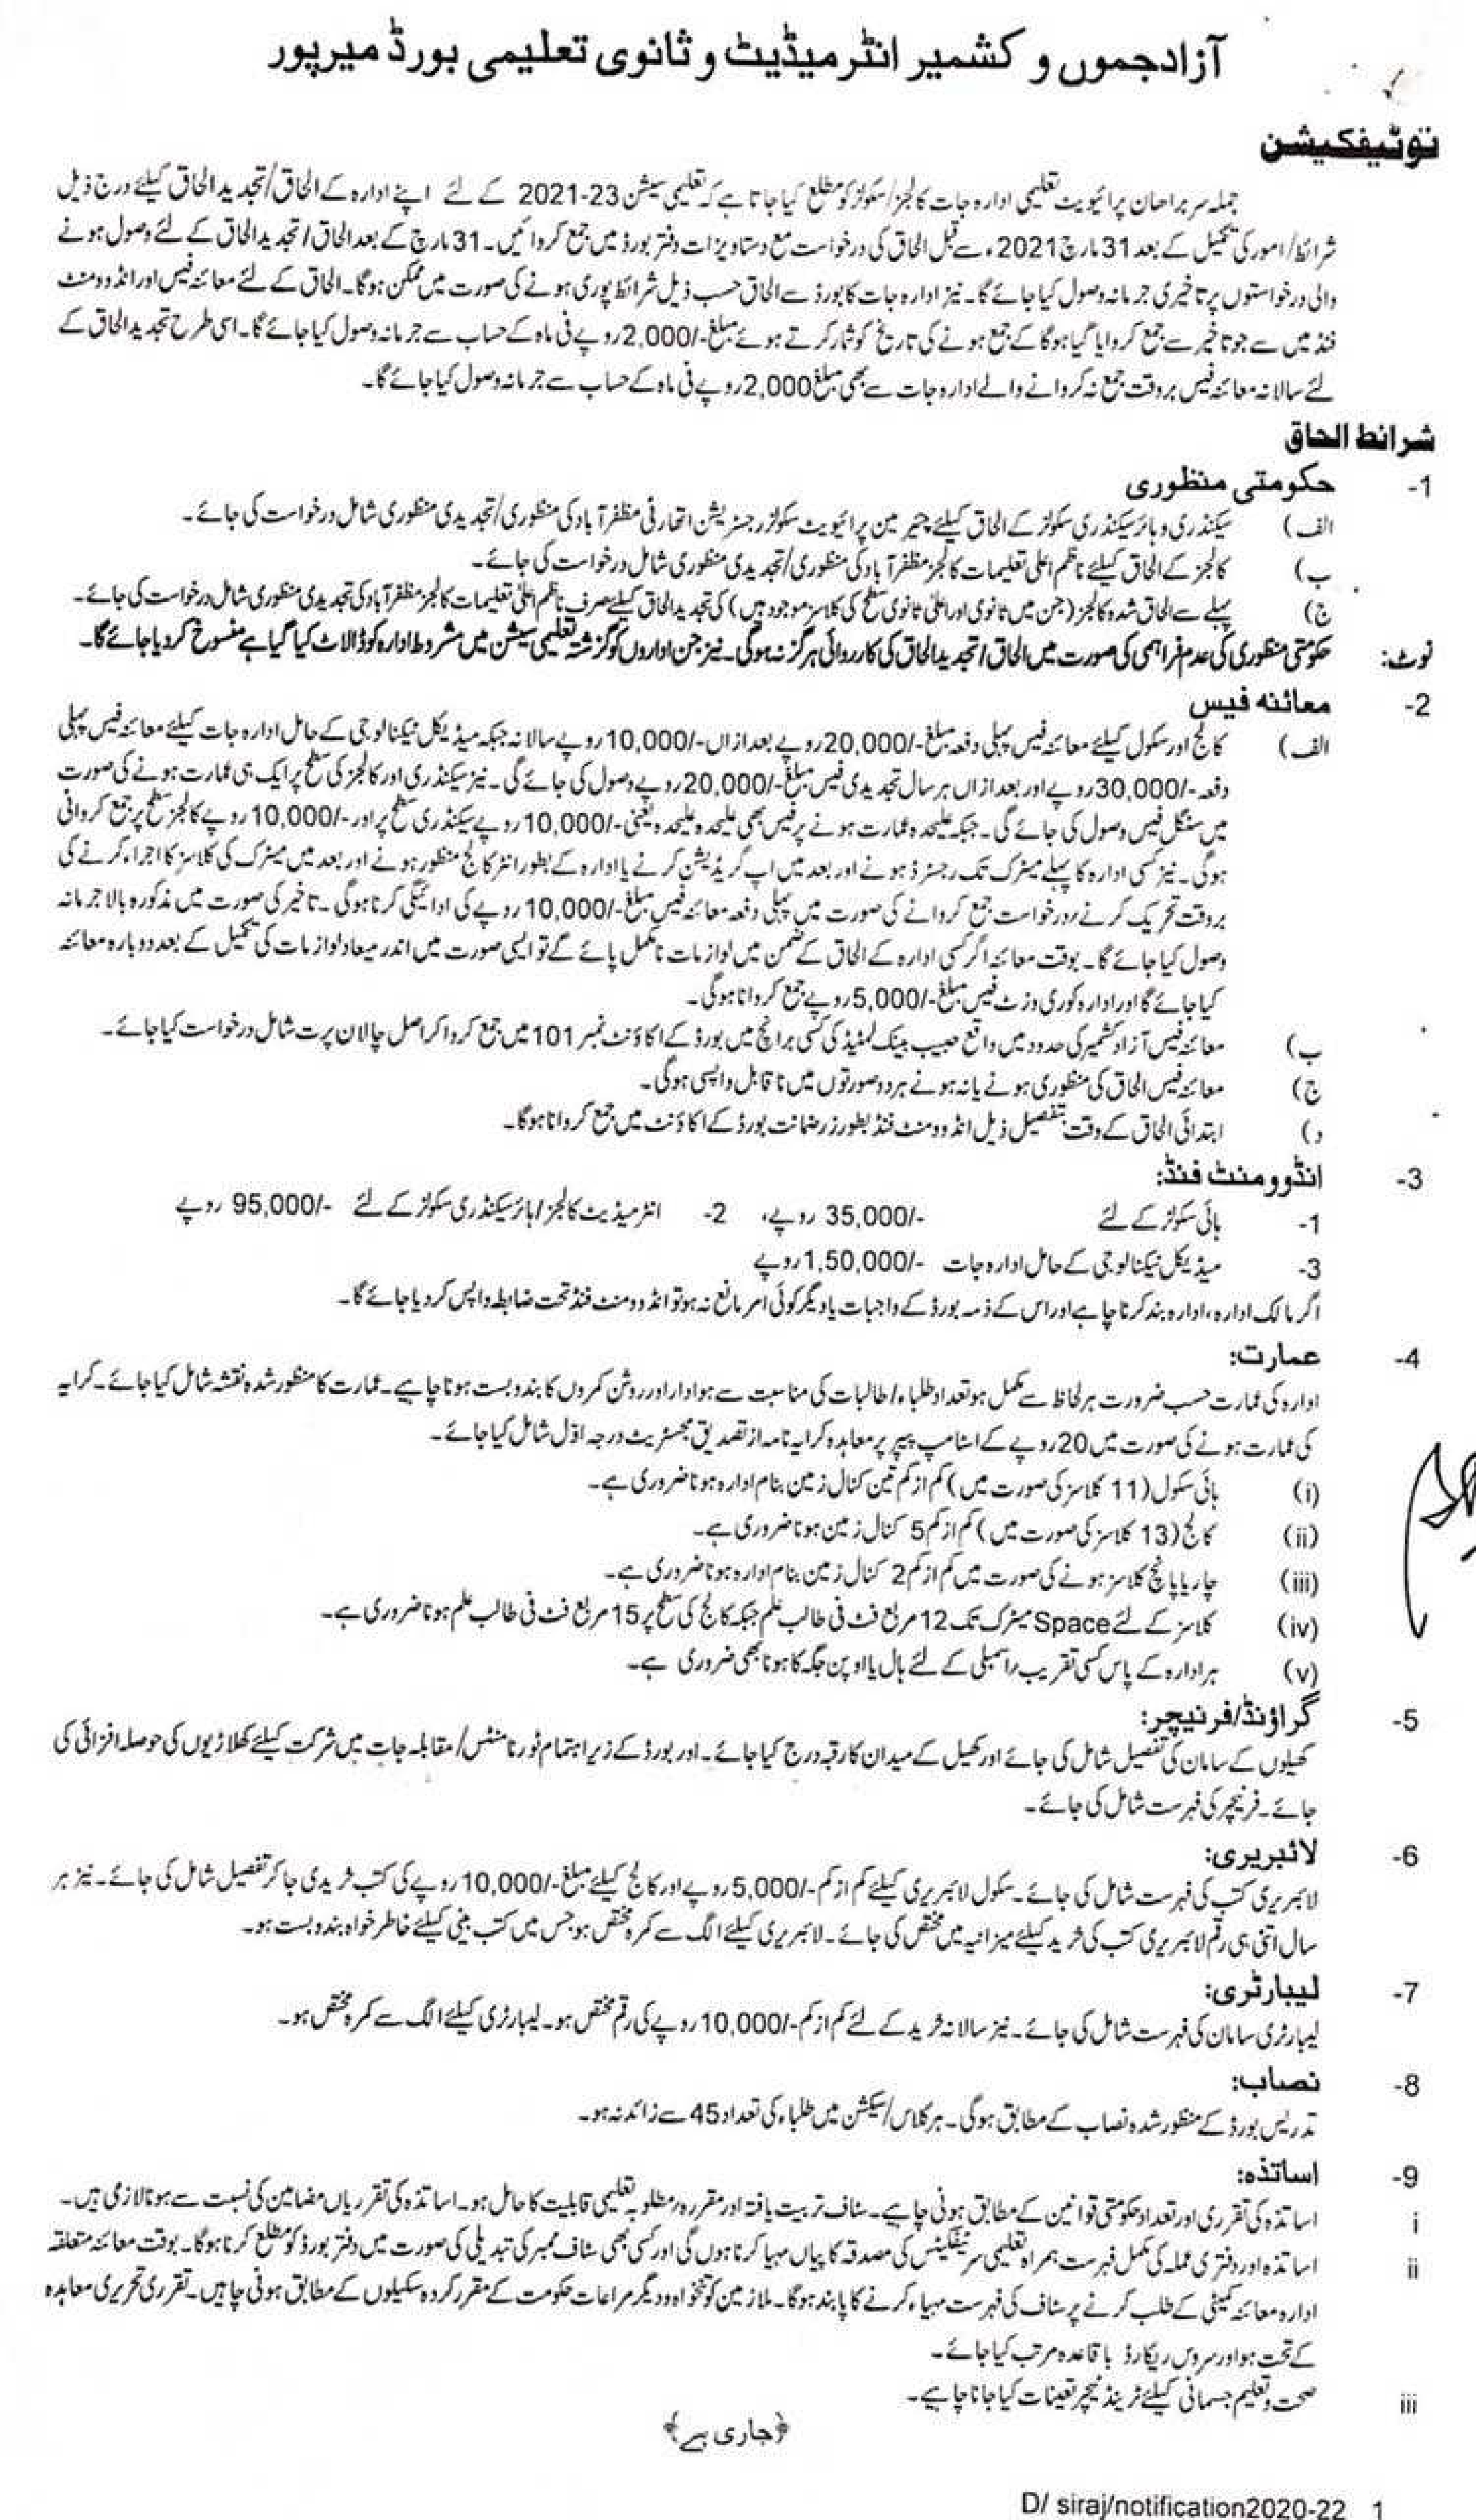 آزاد جموں و کشمیر انٹرمیڈیٹ و ثانوی تعلیمی بورڈ میرپور
نوٹیفکیشن
جملہ سربراہان پرائیویٹ تعلیمی ادارہ جات کالجز/سکولز کو مطلع کیا جاتا ہے کہ تعلیمی سیشن 23-2021 کے لئے اپنے ادارہ کے الحاق/تجدید الحاق کیلئے درج ذیل
شرائط/امور کی تکمیل کے بعد 31 مارچ 2021ء سے قبل الحاق کی درخواست مع دستاویزات دفتر بورڈ میں جمع کروائیں۔ 31 مارچ کے بعد الحاق/تجدید الحاق کے لئے وصول ہونے
والی درخواستوں پر تاخیری جرمانہ وصول کیا جائے گا۔ نیز ادارہ جات کا بورڈ سے الحاق حسب ذیل شرائط پوری ہونے کی صورت میں ممکن ہوگا۔ الحاق کے لئے معائنہ فیس اور انڈوومنٹ
فنڈ میں سے جو تاخیر سے جمع کروایا گیا ہوگا کے جمع ہونے کی تاریخ کو شمار کرتے ہوئے مبلغ -/2,000 روپے فی ماہ کے حساب سے جرمانہ وصول کیا جائے گا۔ اسی طرح تجدید الحاق کے
لئے سالانہ معائنہ فیس بروقت جمع نہ کروانے والے ادارہ جات سے بھی مبلغ 2,000 روپے فی ماہ کے حساب سے جرمانہ وصول کیا جائے گا۔
شرائط الحاق
1- حکومتی منظوری
الف) سیکنڈری و ہائر سیکنڈری سکولز کے الحاق کیلئے چیئرمین پرائیویٹ سکولز رجسٹریشن اتھارٹی مظفرآباد کی منظوری/تجدیدی منظوری شامل درخواست کی جائے۔
ب) کالجز کے الحاق کیلئے ناظم اعلیٰ تعلیمات کالجز مظفرآباد کی منظوری/تجدیدی منظوری شامل درخواست کی جائے۔
ج) پہلے سے الحاق شدہ کالجز (جن میں ثانوی اور اعلیٰ ثانوی سطح کی کلاسز موجود ہیں) کی تجدید الحاق کیلئے صرف ناظم اعلیٰ تعلیمات کالجز مظفرآباد کی تجدیدی منظوری شامل درخواست کی جائے۔
نوٹ: حکومتی منظوری کی عدم فراہمی کی صورت میں الحاق/تجدید الحاق کی کارروائی ہرگز نہ ہوگی۔ نیز جن اداروں کو گزشتہ تعلیمی سیشن میں مشروط ادارہ کوڈ الاٹ کیا گیا ہے منسوخ کر دیا جائے گا۔
2- معائنہ فیس
الف) کالج اور سکول کیلئے معائنہ فیس پہلی دفعہ مبلغ -/20,000 روپے بعد ازاں -/10,000 روپے سالانہ جبکہ میڈیکل ٹیکنالوجی کے حامل ادارہ جات کیلئے معائنہ فیس پہلی
دفعہ -/30,000 روپے اور بعد ازاں ہر سال تجدیدی فیس مبلغ -/20,000 روپے وصول کی جائے گی۔ نیز سیکنڈری اور کالجز کی سطح پر ایک ہی عمارت ہونے کی صورت
میں سنگل فیس وصول کی جائے گی۔ جبکہ علیحدہ عمارت ہونے پر فیس بھی علیحدہ علیحدہ یعنی -/10,000 روپے سیکنڈری سطح پر اور -/10,000 روپے کالجز سطح پر جمع کروانی
ہوگی۔ نیز کسی ادارہ کا پہلے میٹرک تک رجسٹرڈ ہونے اور بعد میں اپ گریڈیشن کرنے یا ادارہ کے بطور انٹر کالج منظور ہونے اور بعد میں میٹرک کی کلاسز کا اجراء کرنے کی
بروقت تحریک کرنے/درخواست جمع کروانے کی صورت میں پہلی دفعہ معائنہ فیس مبلغ -/10,000 روپے کی ادائیگی کرنا ہوگی۔ تاخیر کی صورت میں مذکورہ بالا جرمانہ
وصول کیا جائے گا۔ بوقت معائنہ اگر کسی ادارہ کے الحاق کے ضمن میں لوازمات نامکمل پائے گے تو ایسی صورت میں اندر میعاد لوازمات کی تکمیل کے بعد دوبارہ معائنہ
کیا جائے گا اور ادارہ کو ری وزٹ فیس مبلغ -/5,000 روپے جمع کروانا ہوگی۔
ب) معائنہ فیس آزاد کشمیر کی حدود میں واقع حبیب بینک لمیٹڈ کی کسی برانچ میں بورڈ کے اکاؤنٹ نمبر 101 میں جمع کروا کر اصل چالان پرت شامل درخواست کیا جائے۔
ج) معائنہ فیس الحاق کی منظوری ہونے یا نہ ہونے ہر دو صورتوں میں ناقابل واپسی ہوگی۔
د) ابتدائی الحاق کے وقت بتفصیل ذیل انڈوومنٹ فنڈ بطور زر ضمانت بورڈ کے اکاؤنٹ میں جمع کروانا ہوگا۔
3- انڈوومنٹ فنڈ:
1- ہائی سکولز کے لئے -/35,000 روپے، 2- انٹرمیڈیٹ کالجز/ہائر سیکنڈری سکولز کے لئے -/95,000 روپے
3- میڈیکل ٹیکنالوجی کے حامل ادارہ جات -/1,50,000 روپے
اگر مالک ادارہ، ادارہ بند کرنا چاہے اور اس کے ذمہ بورڈ کے واجبات یا دیگر کوئی امر مانع نہ ہو تو انڈوومنٹ فنڈ تحت ضابطہ واپس کر دیا جائے گا۔
4- عمارت:
ادارہ کی عمارت حسب ضرورت ہر لحاظ سے مکمل ہو تعداد طلباء/طالبات کی مناسبت سے ہوادار اور روشن کمروں کا بندوبست ہونا چاہیے۔ عمارت کا منظور شدہ نقشہ شامل کیا جائے۔ کرایہ
کی عمارت ہونے کی صورت میں 20 روپے کے اسٹامپ پیپر پر معاہدہ کرایہ نامہ از تصدیق مجسٹریٹ درجہ اوّل شامل کیا جائے۔
(i) ہائی سکول (11 کلاسز کی صورت میں) کم از کم تین کنال زمین بنام ادارہ ہونا ضروری ہے۔
(ii) کالج (13 کلاسز کی صورت میں) کم از کم 5 کنال زمین ہونا ضروری ہے۔
(iii) چار یا پانچ کلاسز ہونے کی صورت میں کم از کم 2 کنال زمین بنام ادارہ ہونا ضروری ہے۔
(iv) کلاسز کے لئے Space میٹرک تک 12 مربع فٹ فی طالب علم جبکہ کالج کی سطح پر 15 مربع فٹ فی طالب علم ہونا ضروری ہے۔
(v) ہر ادارہ کے پاس کسی تقریب/اسمبلی کے لئے ہال یا اوپن جگہ کا ہونا بھی ضروری ہے۔
5- گراؤنڈ/فرنیچر:
کھیلوں کے سامان کی تفصیل شامل کی جائے اور کھیل کے میدان کا رقبہ درج کیا جائے۔ اور بورڈ کے زیر اہتمام ٹورنامنٹس/مقابلہ جات میں شرکت کیلئے کھلاڑیوں کی حوصلہ افزائی کی
جائے۔ فرنیچر کی فہرست شامل کی جائے۔
6- لائبریری:
لائبریری کتب کی فہرست شامل کی جائے۔ سکول لائبریری کیلئے کم از کم -/5,000 روپے اور کالج کیلئے مبلغ -/10,000 روپے کی کتب خریدی جا کر تفصیل شامل کی جائے۔ نیز ہر
سال اتنی ہی رقم لائبریری کتب کی خرید کیلئے میزانیہ میں مختص کی جائے۔ لائبریری کیلئے الگ سے کمرہ مختص ہو جس میں کتب بینی کیلئے خاطر خواہ بندوبست ہو۔
7- لیبارٹری:
لیبارٹری سامان کی فہرست شامل کی جائے۔ نیز سالانہ خرید کے لئے کم از کم -/10,000 روپے کی رقم مختص ہو۔ لیبارٹری کیلئے الگ سے کمرہ مختص ہو۔
8- نصاب:
تدریس بورڈ کے منظور شدہ نصاب کے مطابق ہوگی۔ ہر کلاس/سیکشن میں طلباء کی تعداد 45 سے زائد نہ ہو۔
9- اساتذہ:
i اساتذہ کی تقرری اور تعداد حکومتی قوانین کے مطابق ہونی چاہیے۔ سٹاف تربیت یافتہ اور مقررہ/مطلوبہ تعلیمی قابلیت کا حامل ہو۔ اساتذہ کی تقرریاں مضامین کی نسبت سے ہونا لازمی ہیں۔
ii اساتذہ اور دفتری عملہ کی مکمل فہرست ہمراہ تعلیمی سرٹیفکیٹس کی مصدقہ کاپیاں مہیا کرنا ہوں گی اور کسی بھی سٹاف ممبر کی تبدیلی کی صورت میں دفتر بورڈ کو مطلع کرنا ہوگا۔ بوقت معائنہ متعلقہ
ادارہ معائنہ کمیٹی کے طلب کرنے پر سٹاف کی فہرست مہیاء کرنے کا پابند ہوگا۔ ملازمین کو تنخواہ و دیگر مراعات حکومت کے مقرر کردہ سکیلوں کے مطابق ہونی چاہیں۔ تقرری تحریری معاہدہ
کے تحت ہو اور سروس ریکارڈ باقاعدہ مرتب کیا جائے۔
iii صحت و تعلیم جسمانی کیلئے ٹرینڈ ٹیچر تعینات کیا جانا چاہیے۔
﴿جاری ہے﴾
D/ siraj/notification2020-22 1